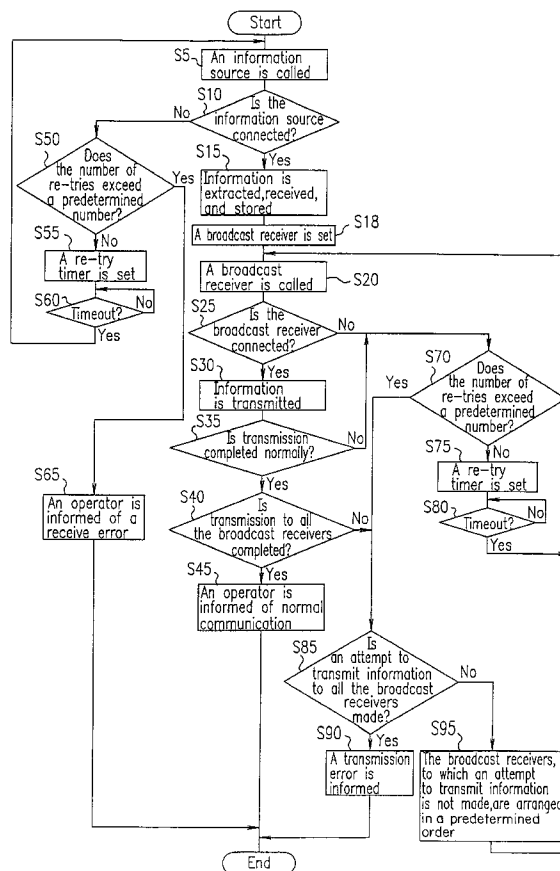 Start
S5
An information
source is called
S10
Is the
information source
connected?
No
Yes
S50
Does
the number of
re-tries exceed
a predetermined
number?
Yes
No
S15
Information is
extracted,received,
and stored
S18
A broadcast receiver is set
S55
A re-try
timer is set
S20
A broadcast
receiver is called
S60
Timeout?
No
Yes
S25
Is the
broadcast receiver
connected?
No
Yes
S30
Information
is transmitted
S70
Does
the number of
re-tries exceed
a predetermined
number?
Yes
No
S35
Is transmission
completed normally?
No
Yes
S75
A re-try
timer is set
S65
An operator is
informed of a
receive error
S40
Is
transmission to all
the broadcast receivers
completed?
No
Yes
S80
Timeout?
No
Yes
S45
An operator is
informed of normal
communication
S85
Is
an attempt to
transmit information
to all the broadcast
receivers
made?
No
Yes
S90
A transmission
error is
informed
S95
The broadcast receivers,
to which an attempt
to transmit information
is not made,are arranged
in a predetermined
order
End